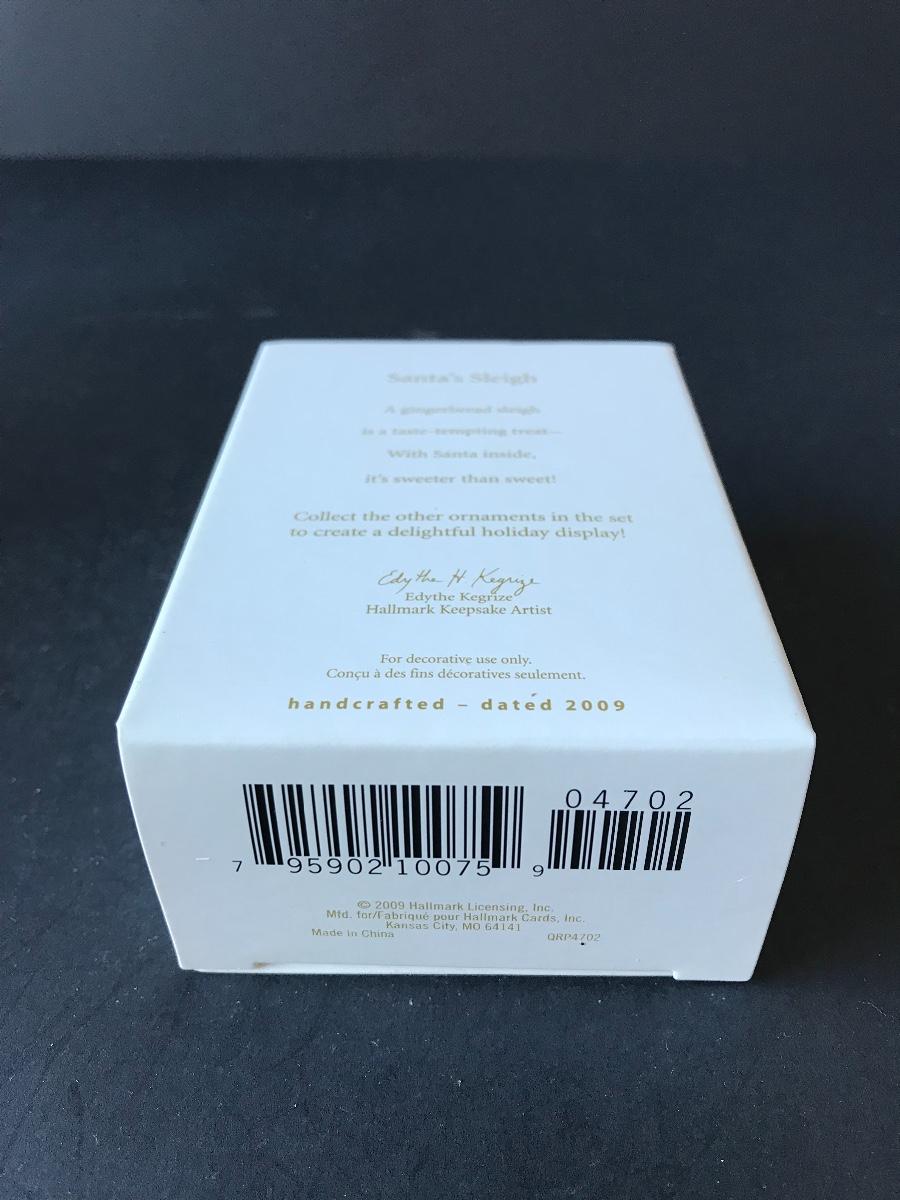 Santa's Sleigh
A gingerbread sleigh
is a taste-tempting treat—
With Santa inside,
it's sweeter than sweet!
Collect the other ornaments in the set
to create a delightful holiday display!
Edythe H Kegrize
Edythe Kegrize
Hallmark Keepsake Artist
For decorative use only.
Conçu à des fins décoratives seulement.
handcrafted – dated 2009
04702
7 95902 10075 9
© 2009 Hallmark Licensing, Inc.
Mfd. for/Fabriqué pour Hallmark Cards, Inc.
Kansas City, MO 64141
Made in China QRP4702